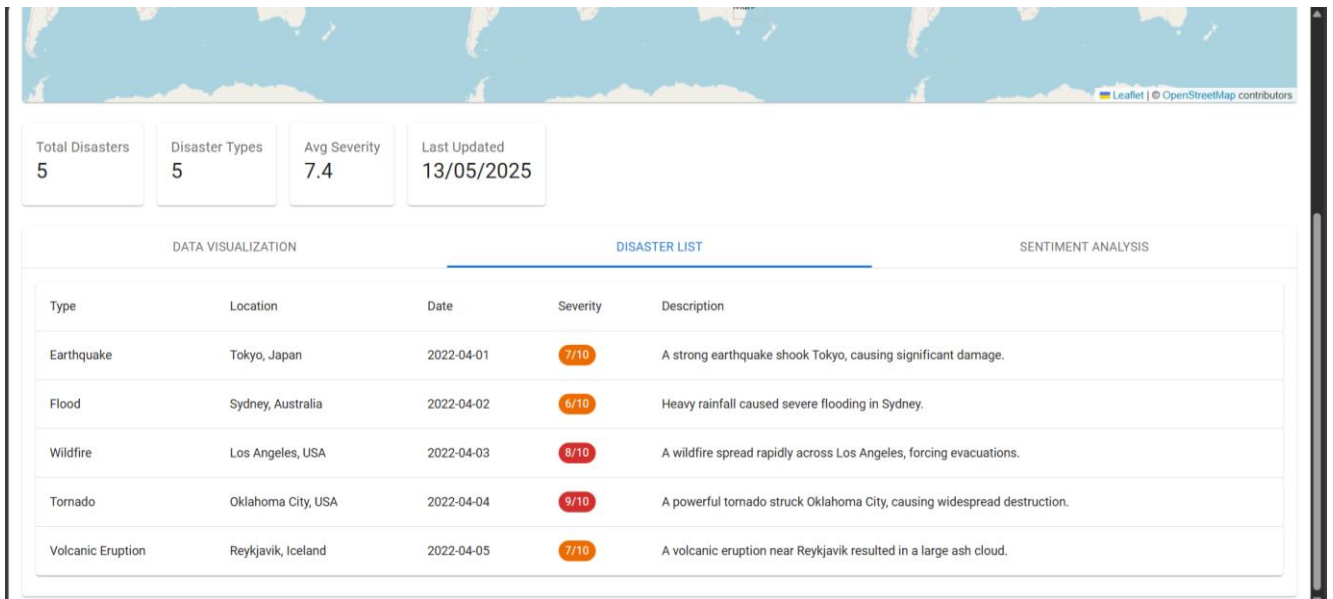 Leaflet | © OpenStreetMap contributors
Total Disasters
5
Disaster Types
5
Avg Severity
7.4
Last Updated
13/05/2025
DATA VISUALIZATION DISASTER LIST SENTIMENT ANALYSIS
Type Location Date Severity Description
Earthquake Tokyo, Japan 2022-04-01 7/10 A strong earthquake shook Tokyo, causing significant damage.
Flood Sydney, Australia 2022-04-02 6/10 Heavy rainfall caused severe flooding in Sydney.
Wildfire Los Angeles, USA 2022-04-03 8/10 A wildfire spread rapidly across Los Angeles, forcing evacuations.
Tornado Oklahoma City, USA 2022-04-04 9/10 A powerful tornado struck Oklahoma City, causing widespread destruction.
Volcanic Eruption Reykjavik, Iceland 2022-04-05 7/10 A volcanic eruption near Reykjavik resulted in a large ash cloud.